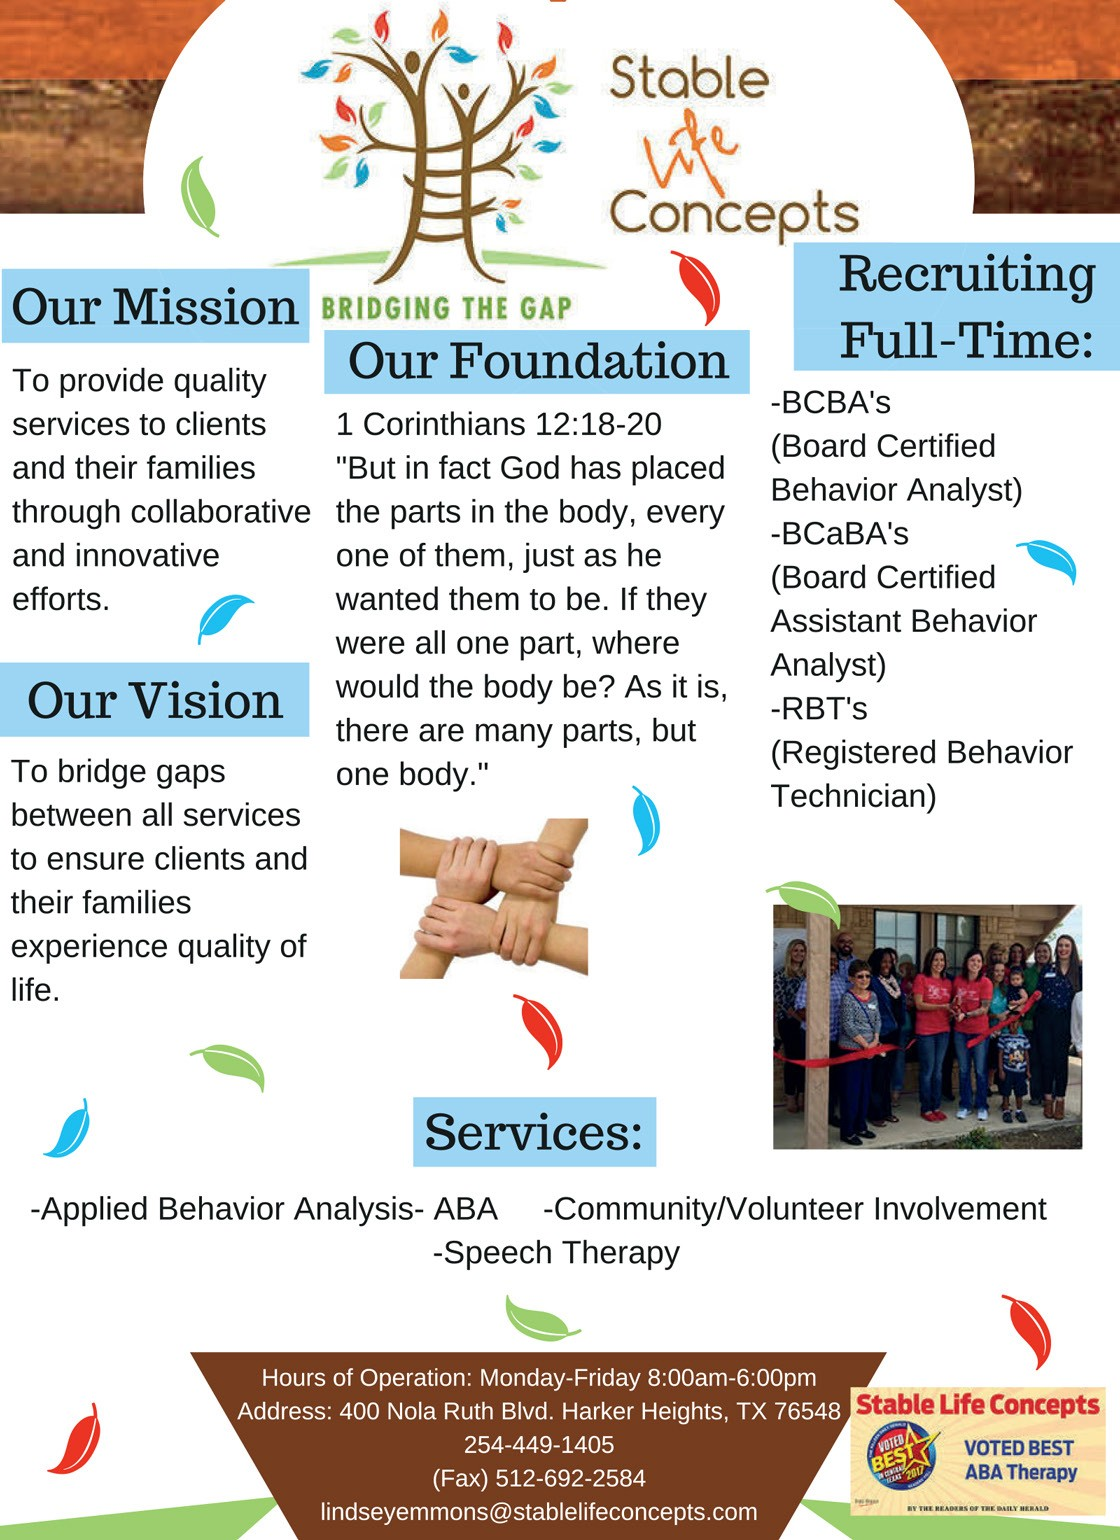 Stable
Life
Concepts
BRIDGING THE GAP
Our Mission
To provide quality
services to clients
and their families
through collaborative
and innovative
efforts.
Our Vision
To bridge gaps
between all services
to ensure clients and
their families
experience quality of
life.
Our Foundation
1 Corinthians 12:18-20
"But in fact God has placed
the parts in the body, every
one of them, just as he
wanted them to be. If they
were all one part, where
would the body be? As it is,
there are many parts, but
one body."
Recruiting
Full-Time:
-BCBA's
(Board Certified
Behavior Analyst)
-BCaBA's
(Board Certified
Assistant Behavior
Analyst)
-RBT's
(Registered Behavior
Technician)
Services:
-Applied Behavior Analysis- ABA -Community/Volunteer Involvement
-Speech Therapy
Hours of Operation: Monday-Friday 8:00am-6:00pm
Address: 400 Nola Ruth Blvd. Harker Heights, TX 76548
254-449-1405
(Fax) 512-692-2584
lindseyemmons@stablelifeconcepts.com
Stable Life Concepts
VOTED
BEST
IN CENTRAL
TEXAS 2017
VOTED BEST
ABA Therapy
BY THE READERS OF THE DAILY HERALD